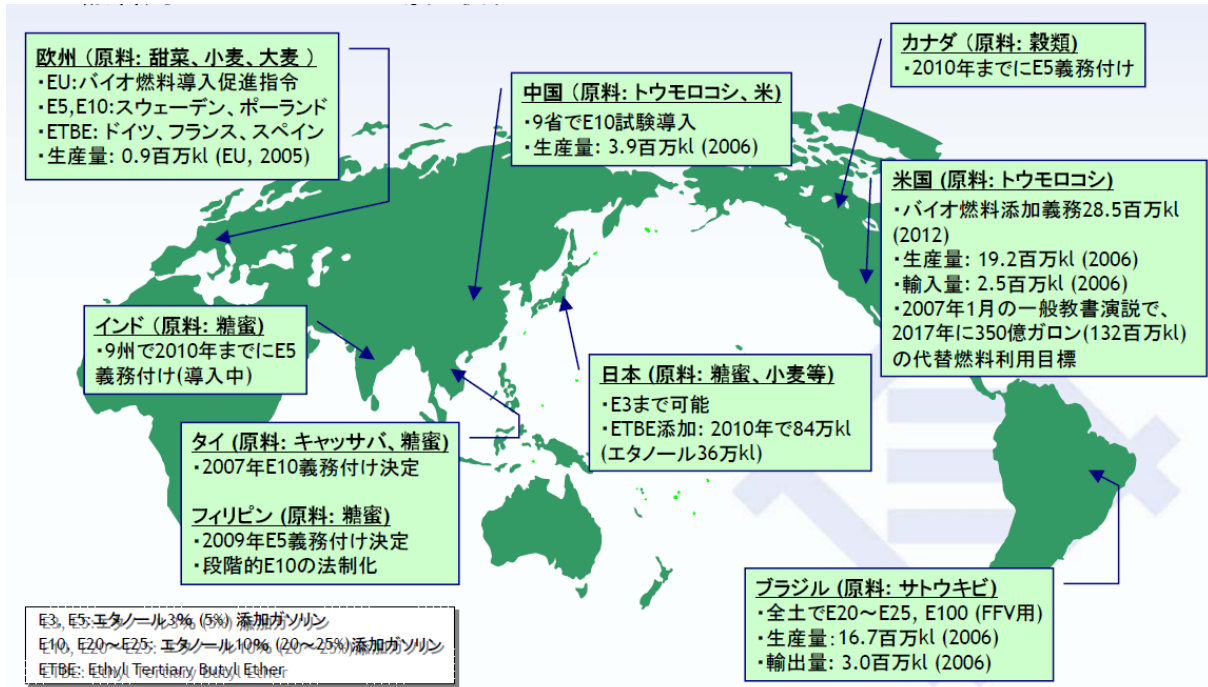 欧州（原料: 甜菜、小麦、大麦 ）
・EU:バイオ燃料導入促進指令
・E5,E10:スウェーデン、ポーランド
・ETBE: ドイツ、フランス、スペイン
・生産量: 0.9百万kl (EU, 2005)
中国（原料: トウモロコシ、米）
・9省でE10試験導入
・生産量: 3.9百万kl (2006)
カナダ（原料: 穀類）
・2010年までにE5義務付け
米国 (原料: トウモロコシ)
・バイオ燃料添加義務28.5百万kl
(2012)
・生産量: 19.2百万kl (2006)
・輸入量: 2.5百万kl (2006)
・2007年1月の一般教書演説で、
2017年に350億ガロン(132百万kl)
の代替燃料利用目標
インド（原料: 糖蜜）
・9州で2010年までにE5
義務付け(導入中)
日本 (原料: 糖蜜、小麦等)
・E3まで可能
・ETBE添加: 2010年で84万kl
(エタノール36万kl)
タイ (原料: キャッサバ、糖蜜)
・2007年E10義務付け決定
フィリピン (原料: 糖蜜)
・2009年E5義務付け決定
・段階的E10の法制化
ブラジル (原料: サトウキビ)
・全土でE20～E25, E100 (FFV用)
・生産量: 16.7百万kl (2006)
・輸出量: 3.0百万kl (2006)
E3, E5:エタノール3% (5%) 添加ガソリン
E10, E20～E25: エタノール10% (20～25%)添加ガソリン
ETBE: Ethyl Tertiary Butyl Ether